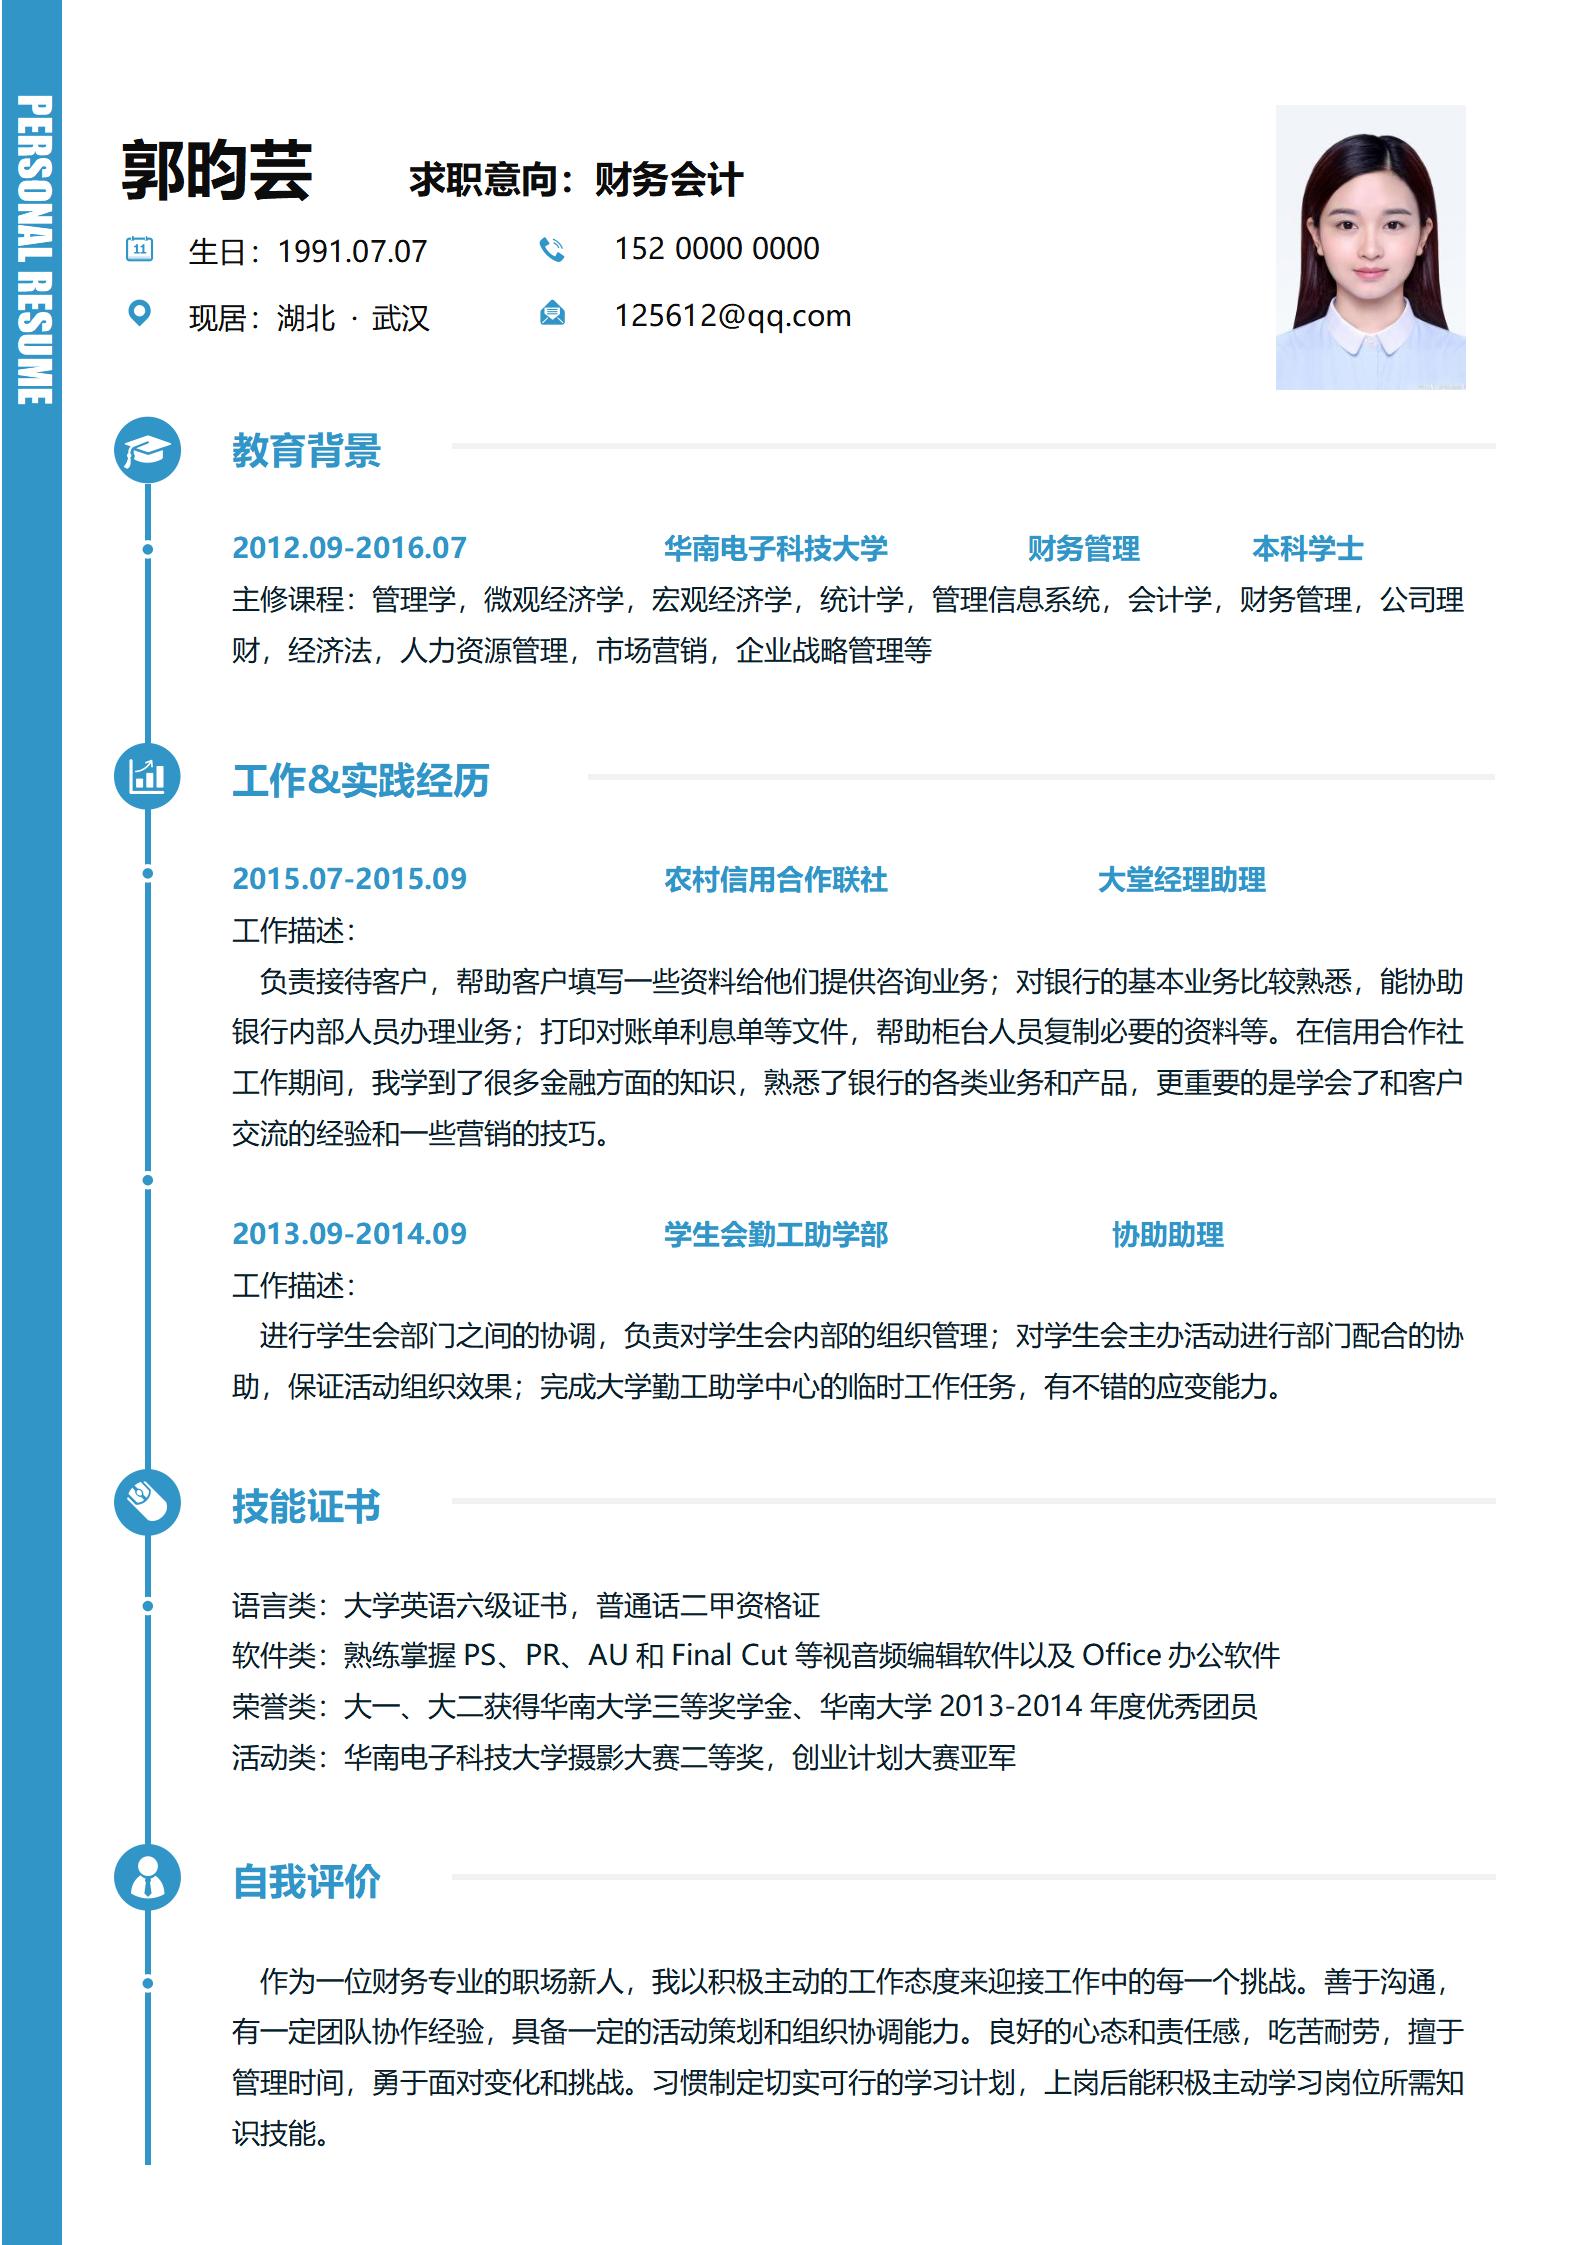 PERSONAL RESUME
郭昀芸 求职意向：财务会计
11 生日：1991.07.07 152 0000 0000
现居：湖北 · 武汉 125612@qq.com
教育背景
2012.09-2016.07 华南电子科技大学 财务管理 本科学士
主修课程：管理学，微观经济学，宏观经济学，统计学，管理信息系统，会计学，财务管理，公司理
财，经济法，人力资源管理，市场营销，企业战略管理等
工作&实践经历
2015.07-2015.09 农村信用合作联社 大堂经理助理
工作描述：
负责接待客户，帮助客户填写一些资料给他们提供咨询业务；对银行的基本业务比较熟悉，能协助
银行内部人员办理业务；打印对账单利息单等文件，帮助柜台人员复制必要的资料等。在信用合作社
工作期间，我学到了很多金融方面的知识，熟悉了银行的各类业务和产品，更重要的是学会了和客户
交流的经验和一些营销的技巧。
2013.09-2014.09 学生会勤工助学部 协助助理
工作描述：
进行学生会部门之间的协调，负责对学生会内部的组织管理；对学生会主办活动进行部门配合的协
助，保证活动组织效果；完成大学勤工助学中心的临时工作任务，有不错的应变能力。
技能证书
语言类：大学英语六级证书，普通话二甲资格证
软件类：熟练掌握 PS、PR、AU 和 Final Cut 等视音频编辑软件以及 Office 办公软件
荣誉类：大一、大二获得华南大学三等奖学金、华南大学 2013-2014 年度优秀团员
活动类：华南电子科技大学摄影大赛二等奖，创业计划大赛亚军
自我评价
作为一位财务专业的职场新人，我以积极主动的工作态度来迎接工作中的每一个挑战。善于沟通，
有一定团队协作经验，具备一定的活动策划和组织协调能力。良好的心态和责任感，吃苦耐劳，擅于
管理时间，勇于面对变化和挑战。习惯制定切实可行的学习计划，上岗后能积极主动学习岗位所需知
识技能。